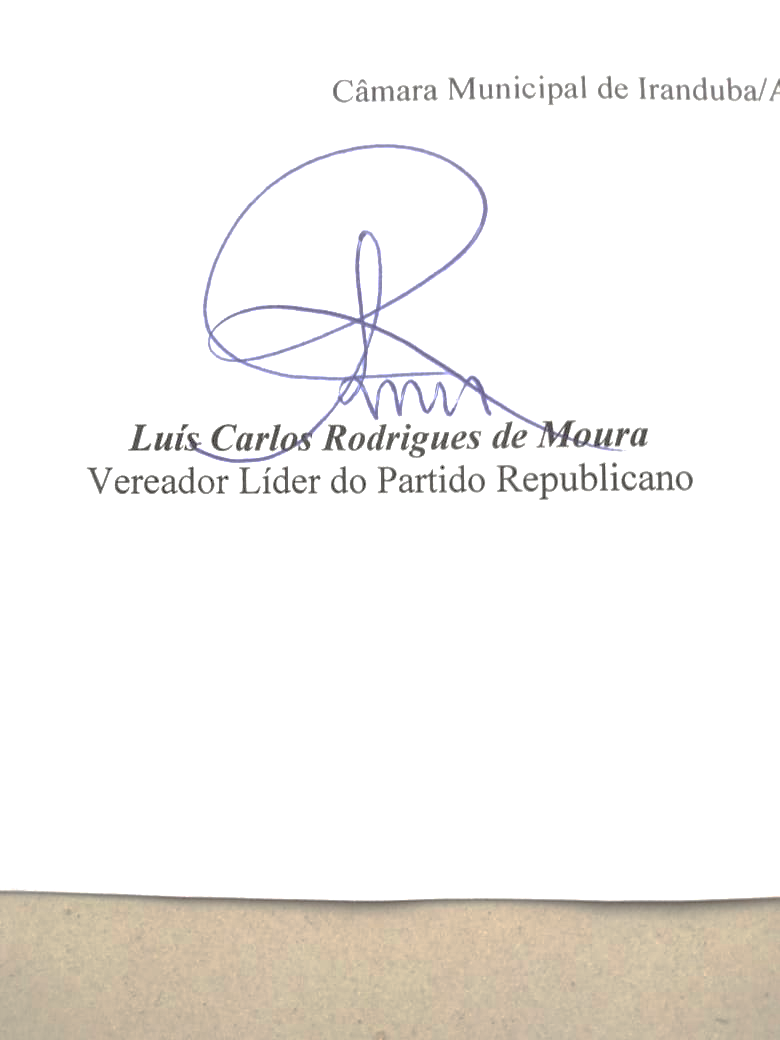 Câmara Municipal de Iranduba/A
Luís Carlos Rodrigues de Moura
Vereador Líder do Partido Republicano